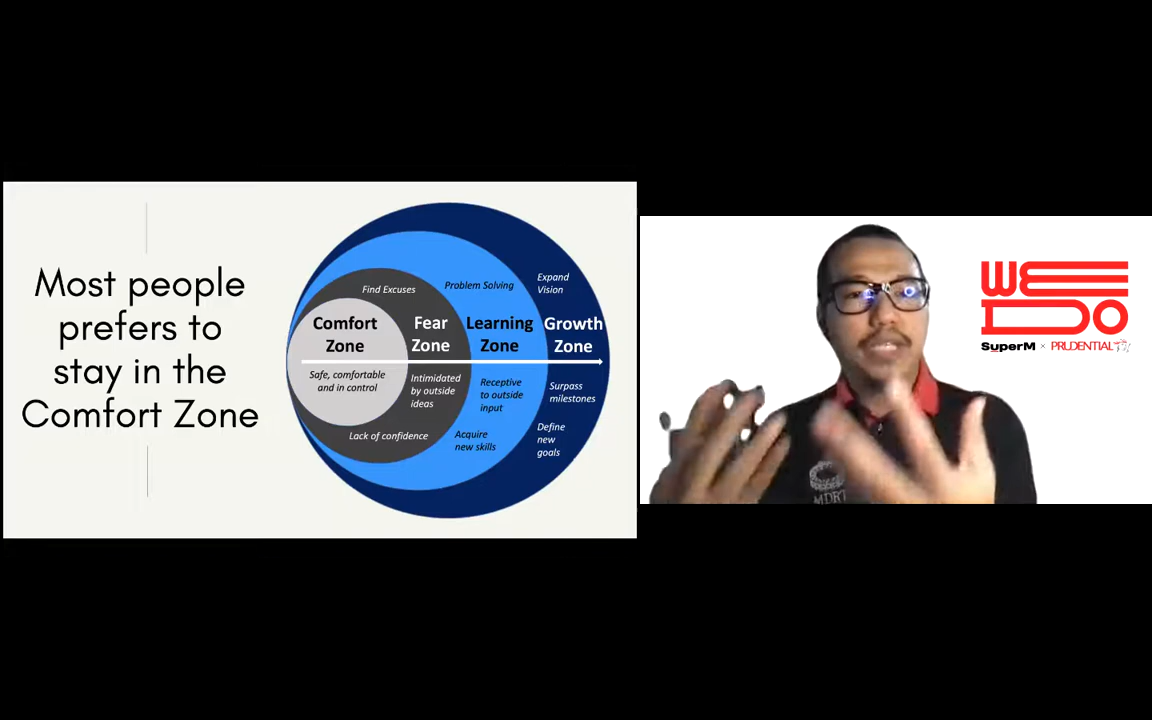 Most people
prefers to
stay in the
Comfort Zone
Find Excuses
Problem Solving
Expand
Vision
Comfort
Zone
Fear
Zone
Learning
Zone
Growth
Zone
Safe, comfortable
and in control
Intimidated
by outside
ideas
Receptive
to outside
input
Surpass
milestones
Lack of confidence
Acquire
new skills
Define
new
goals
WE
DO
SuperM × PRUDENTIAL
MDRT